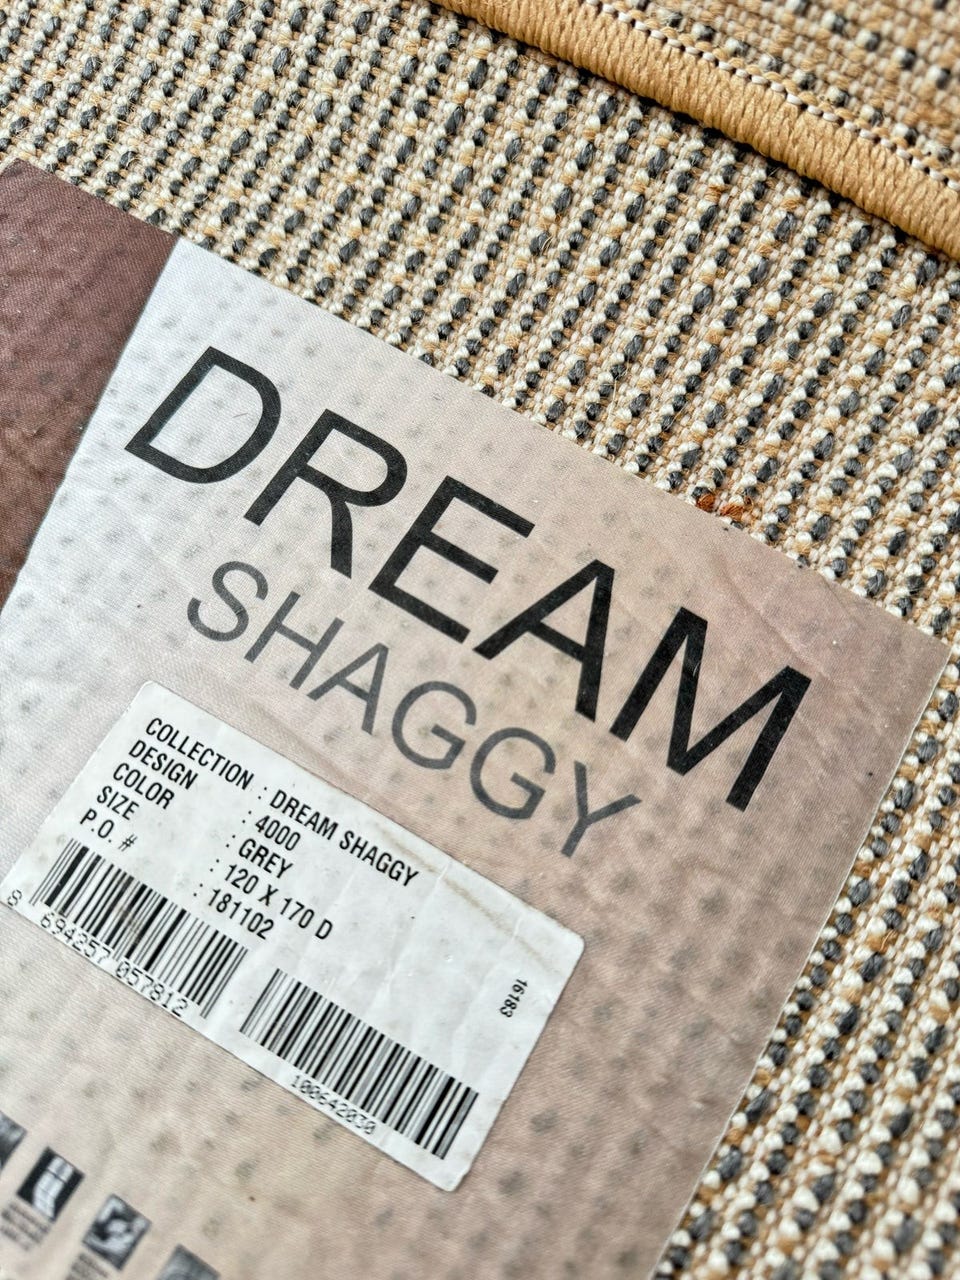 DREAM
SHAGGY
COLLECTION : DREAM SHAGGY
DESIGN : 4000
COLOR : GREY
SIZE : 120 X 170 D
P.O. # : 181102
8 694257 057812
100642030
16183